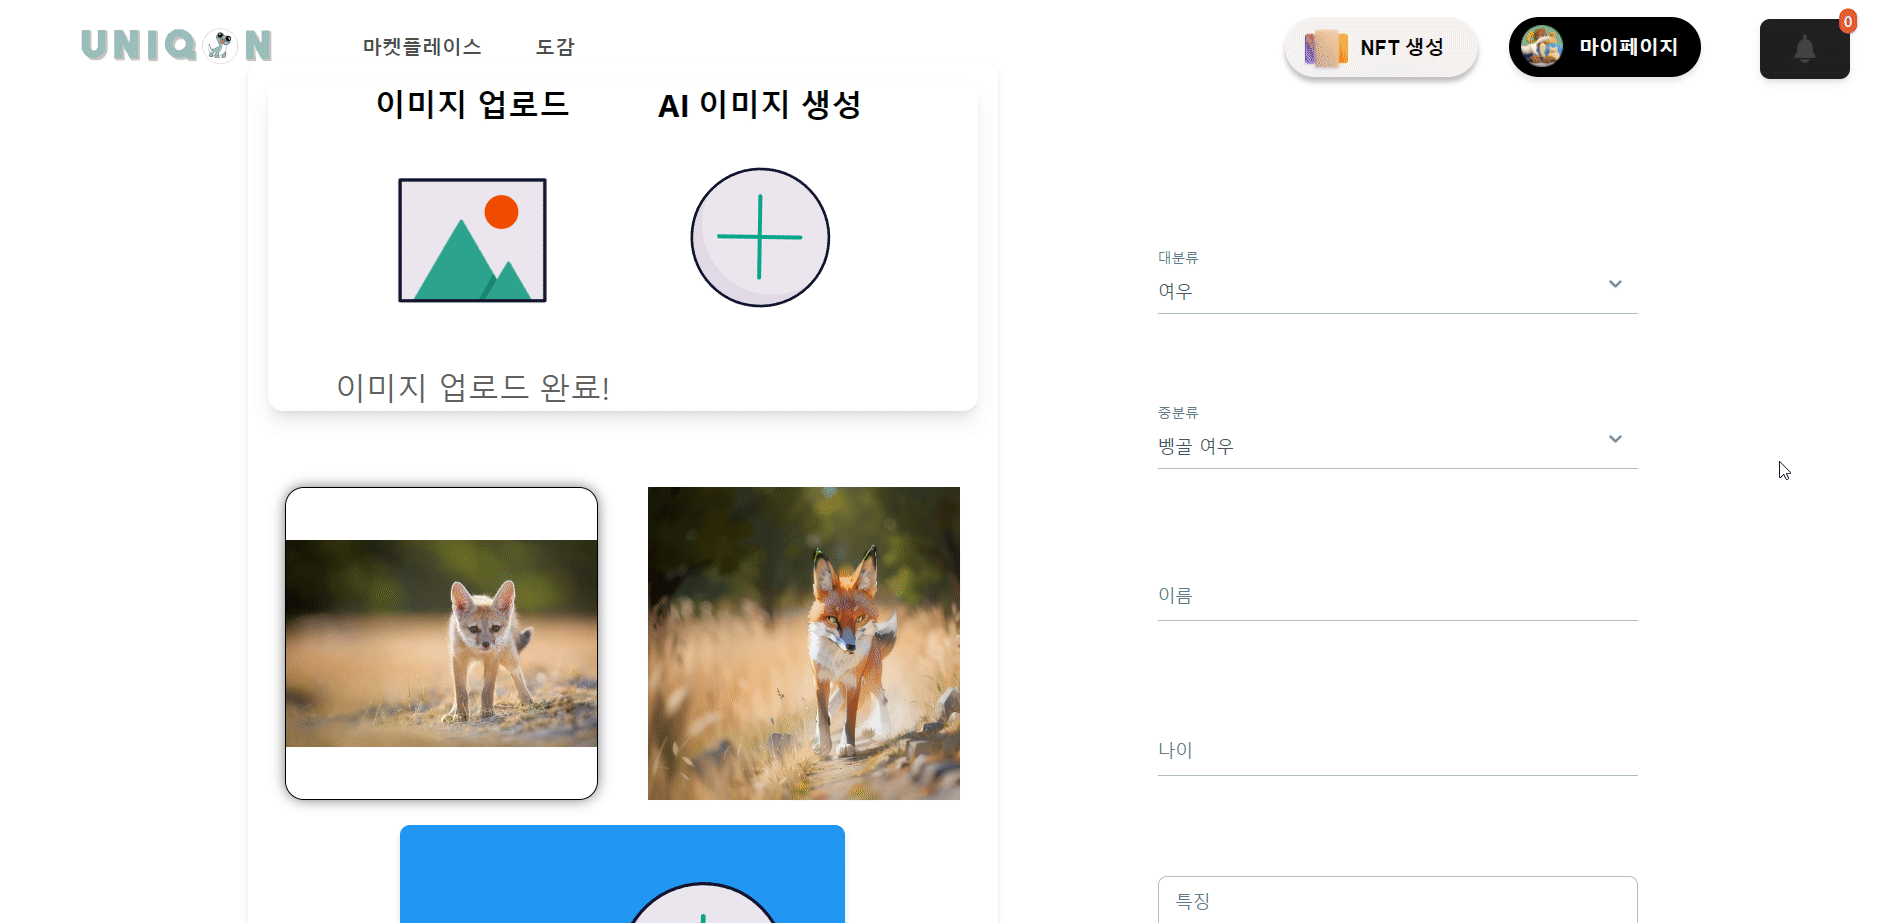 UNIQON
마켓플레이스
도감
NFT 생성
마이페이지
0
이미지 업로드
AI 이미지 생성
이미지 업로드 완료!
대분류
여우
중분류
벵골 여우
이름
나이
특징